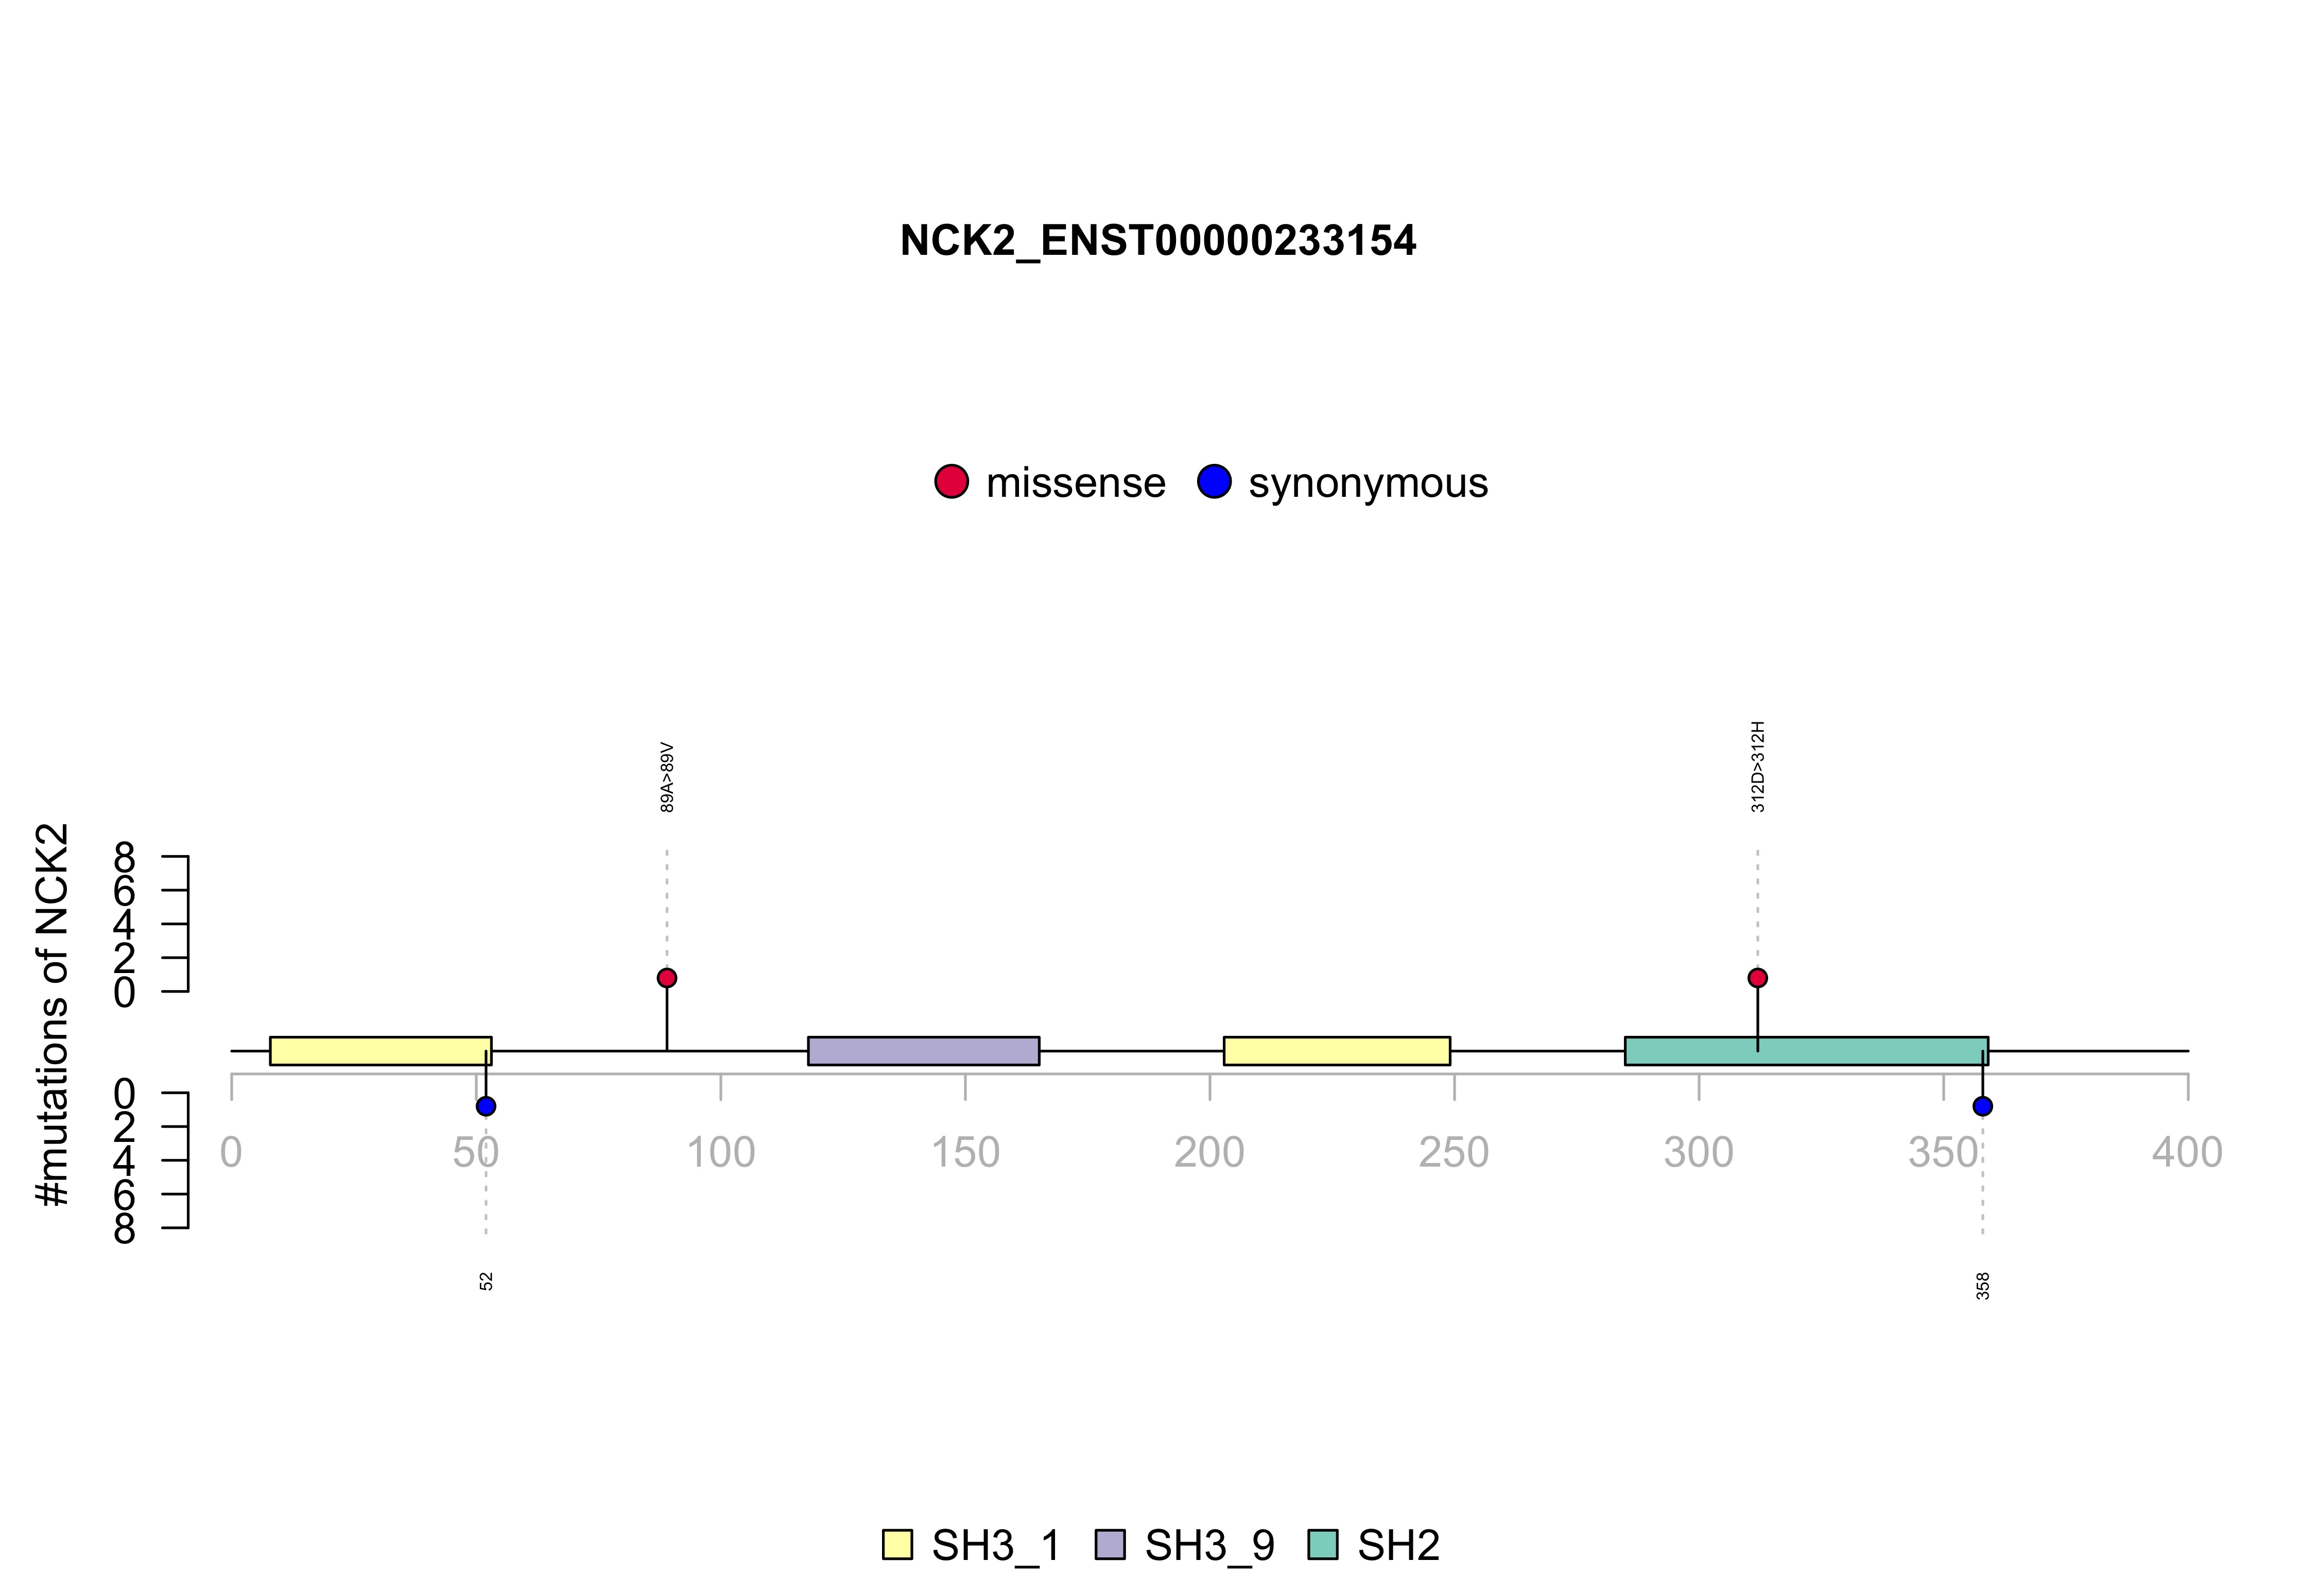 NCK2_ENST00000233154
missense synonymous
89A>89V 312D>312H
#mutations of NCK2
8
6
4
2
0
0
2
4
6
8
0 50 100 150 200 250 300 350 400
52 358
SH3_1 SH3_9 SH2